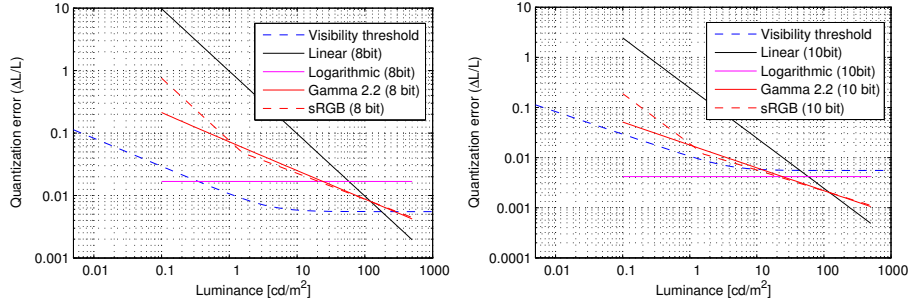 10
1
0.1
0.01
0.001
Quantization error (ΔL/L)
Visibility threshold
Linear (8bit)
Logarithmic (8bit)
Gamma 2.2 (8 bit)
sRGB (8 bit)
0.01 0.1 1 10 100 1000
Luminance [cd/m²]
10
1
0.1
0.01
0.001
0.0001
Quantization error (ΔL/L)
Visibility threshold
Linear (10bit)
Logarithmic (10bit)
Gamma 2.2 (10 bit)
sRGB (10 bit)
0.01 0.1 1 10 100 1000
Luminance [cd/m²]